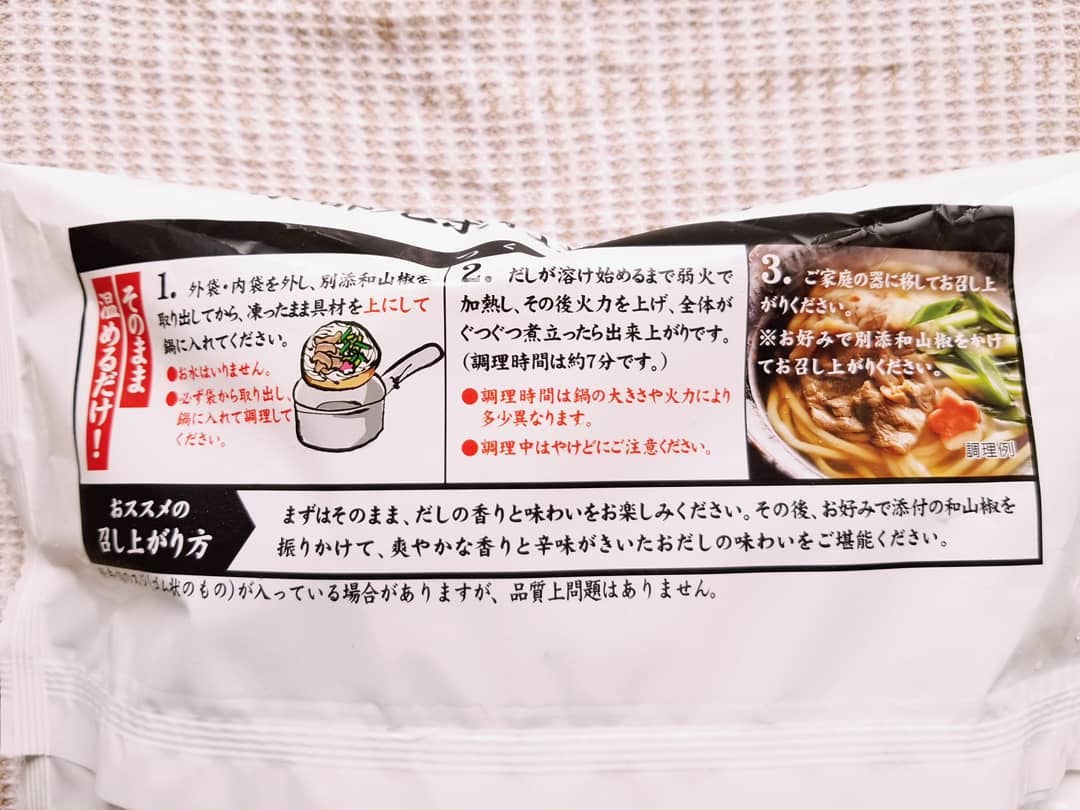 そのまま
温めるだけ!
1. 外袋・内袋を外し、別添和山椒を
取り出してから、凍ったまま具材を上にして
鍋に入れてください。
●お水はいりません。
●必ず袋から取り出し、
鍋に入れて調理して
ください。
2. だしが溶け始めるまで弱火で
加熱し、その後火力を上げ、全体が
ぐつぐつ煮立ったら出来上がりです。
(調理時間は約7分です。)
●調理時間は鍋の大きさや火力により
多少異なります。
●調理中はやけどにご注意ください。
3. ご家庭の器に移してお召し上
がりください。
※お好みで別添和山椒をかけ
てお召し上がりください。
調理例
おススメの
召し上がり方
まずはそのまま、だしの香りと味わいをお楽しみください。その後、お好みで添付の和山椒を
振りかけて、爽やかな香りと辛味がきいたおだしの味わいをご堪能ください。
状のもの)が入っている場合がありますが、品質上問題はありません。